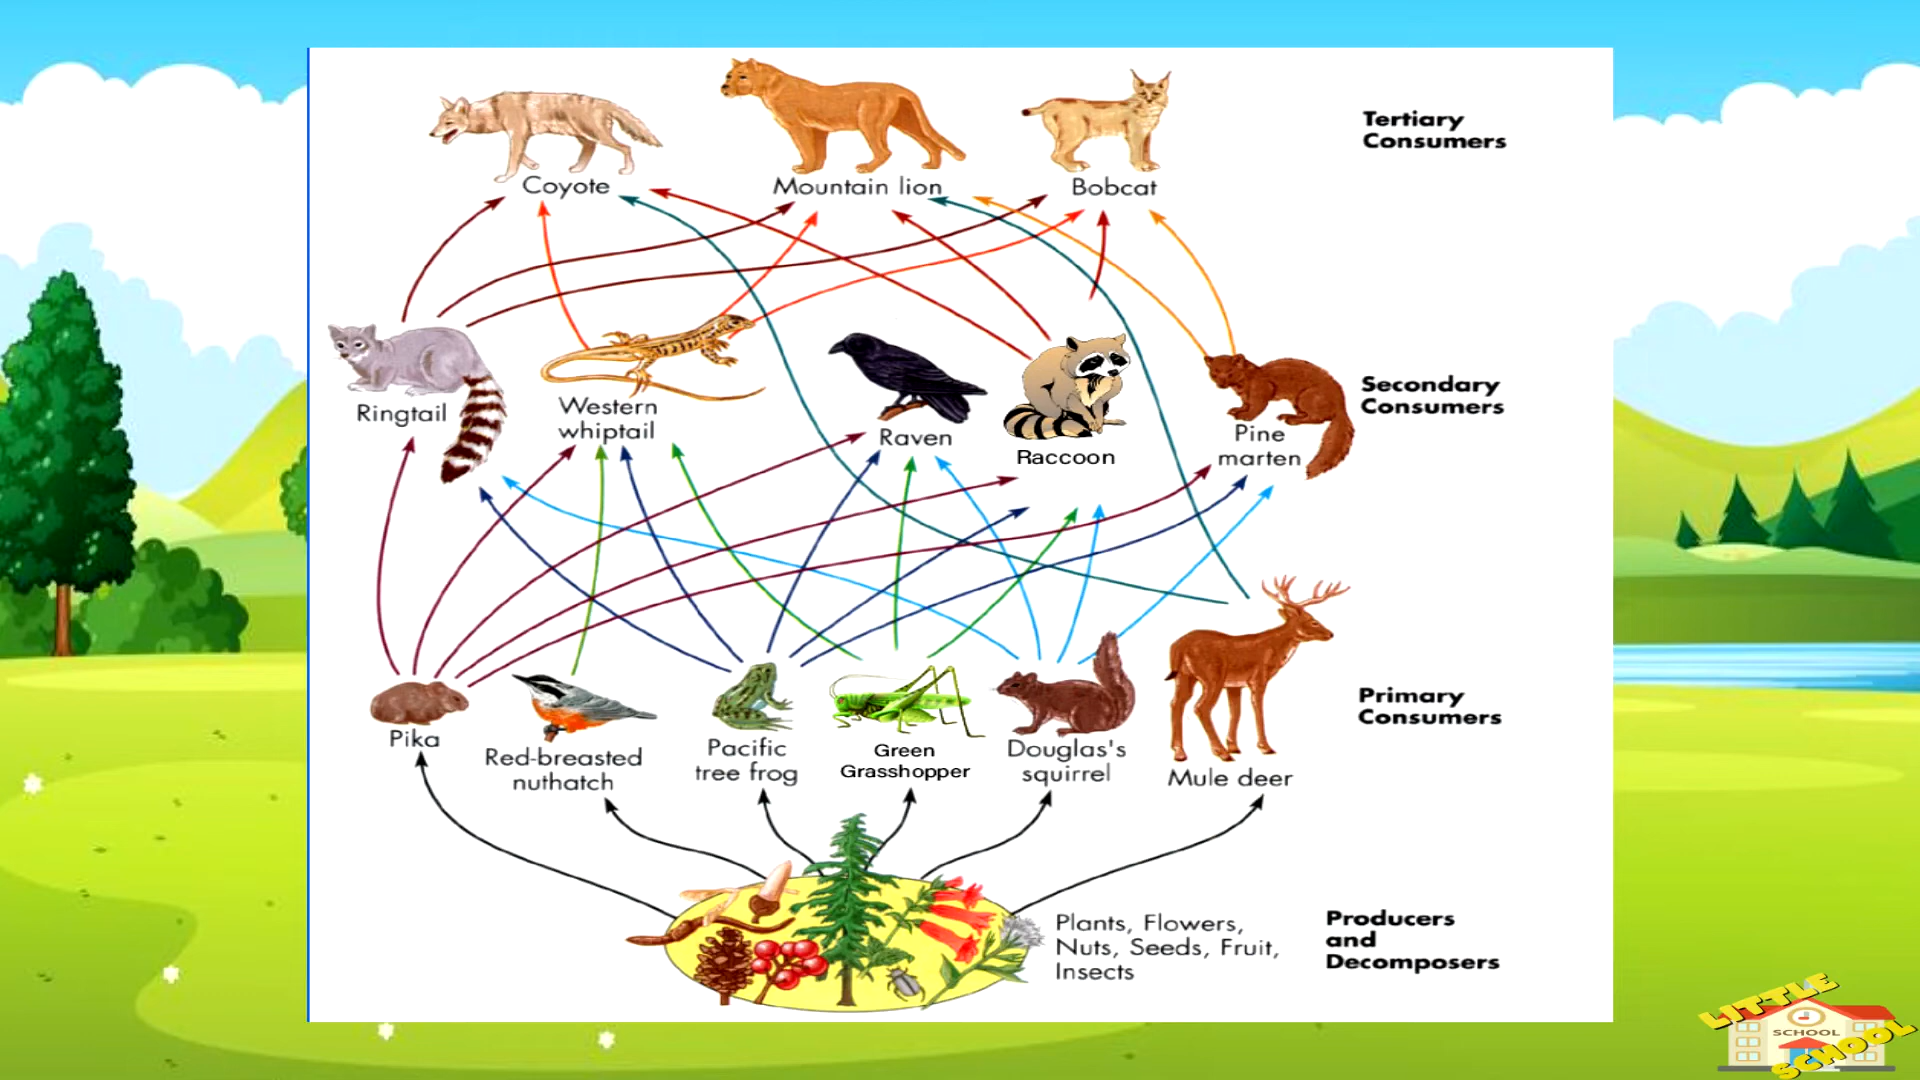 Coyote
Mountain lion
Bobcat
Tertiary
Consumers
Ringtail
Western
whiptail
Raven
Raccoon
Pine
marten
Secondary
Consumers
Pika
Red-breasted
nuthatch
Pacific
tree frog
Green
Grasshopper
Douglas's
squirrel
Mule deer
Primary
Consumers
Plants, Flowers,
Nuts, Seeds, Fruit,
Insects
Producers
and
Decomposers
LITTLE
SCHOOL
SCHOOL